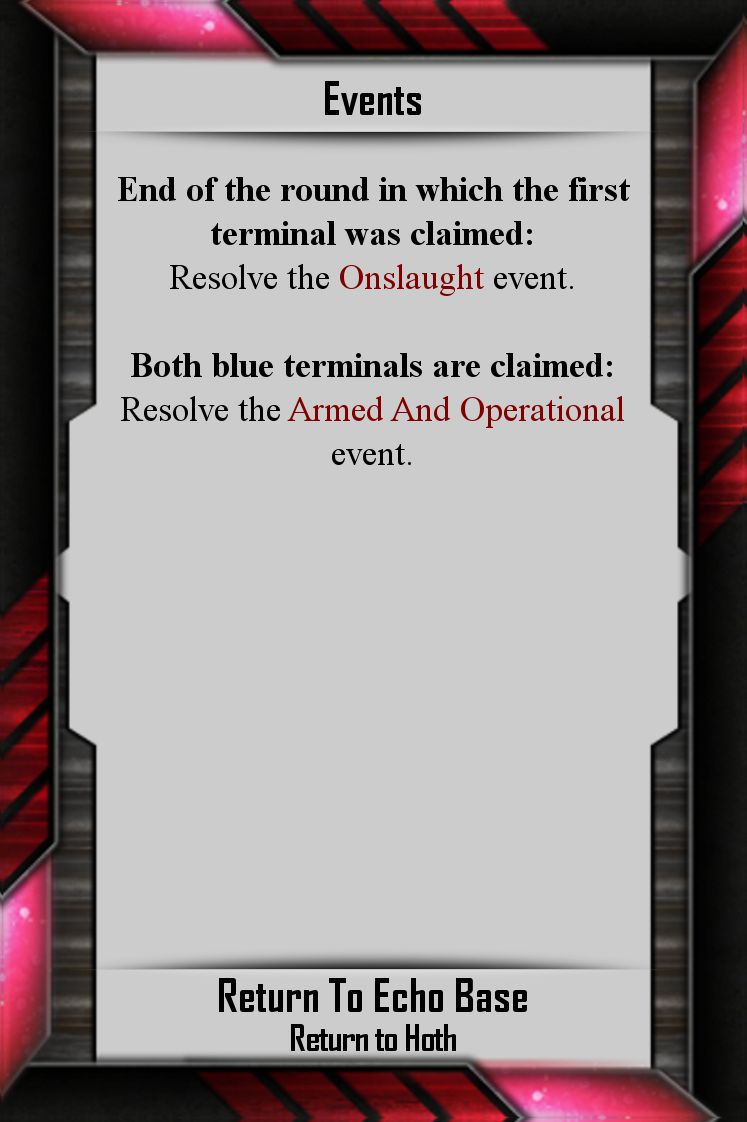 Events
End of the round in which the first
terminal was claimed:
Resolve the Onslaught event.
Both blue terminals are claimed:
Resolve the Armed And Operational
event.
Return To Echo Base
Return to Hoth